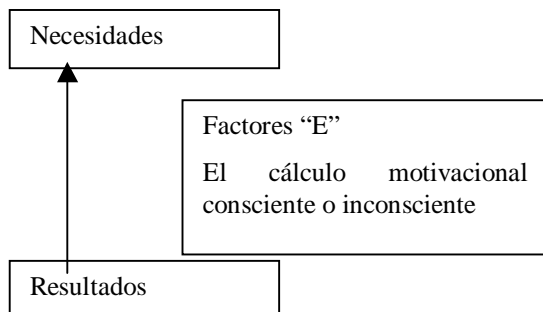 Necesidades
Factores “E”
El cálculo motivacional
consciente o inconsciente
Resultados